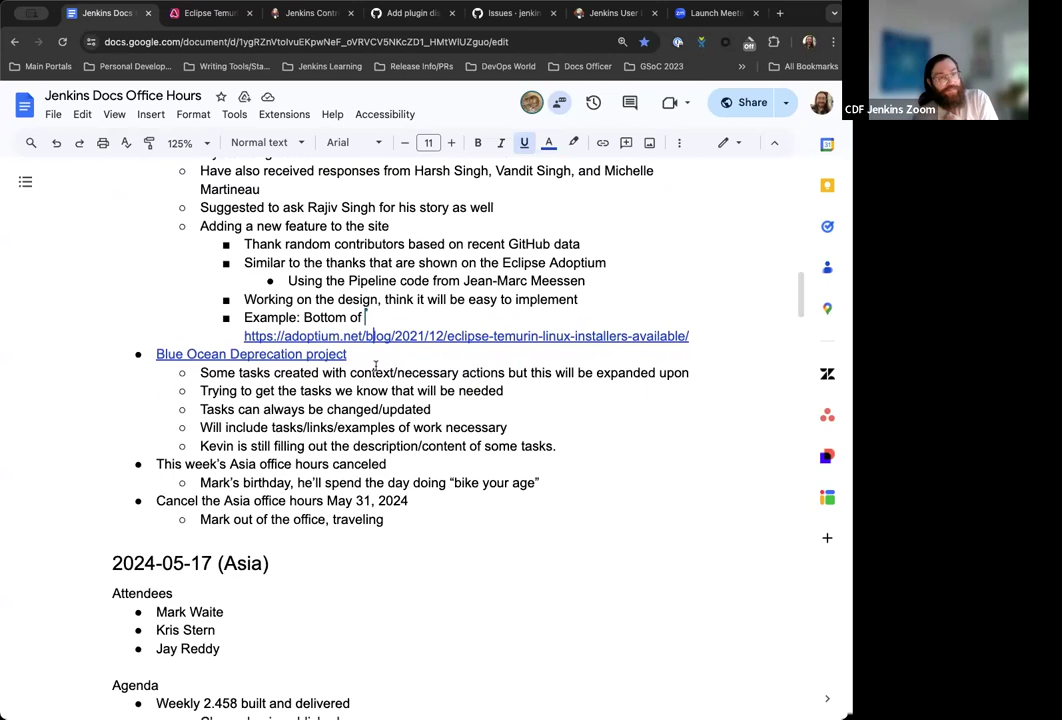 Jenkins Docs
Eclipse Temur
Jenkins Cont
Add plugin dis
Issues · jenkin
Jenkins User
Launch Meeti
docs.google.com/document/d/1ygRZnVtoIvuEKpwNeF_oVRVCV5NKcZD1_HMtWlUZguo/edit
Off
Main Portals
Personal Develop...
Writing Tools/Sta...
Jenkins Learning
Release Info/PRs
DevOps World
Docs Officer
GSoC 2023
All Bookmarks
Jenkins Docs Office Hours
File Edit View Insert Format Tools Extensions Help Accessibility
Share
CDF Jenkins Zoom
125% Normal text Arial 11 B I U A
Have also received responses from Harsh Singh, Vandit Singh, and Michelle
Martineau
Suggested to ask Rajiv Singh for his story as well
Adding a new feature to the site
Thank random contributors based on recent GitHub data
Similar to the thanks that are shown on the Eclipse Adoptium
Using the Pipeline code from Jean-Marc Meessen
Working on the design, think it will be easy to implement
Example: Bottom of
https://adoptium.net/blog/2021/12/eclipse-temurin-linux-installers-available/
Blue Ocean Deprecation project
Some tasks created with context/necessary actions but this will be expanded upon
Trying to get the tasks we know that will be needed
Tasks can always be changed/updated
Will include tasks/links/examples of work necessary
Kevin is still filling out the description/content of some tasks.
This week's Asia office hours canceled
Mark's birthday, he'll spend the day doing “bike your age”
Cancel the Asia office hours May 31, 2024
Mark out of the office, traveling
2024-05-17 (Asia)
Attendees
Mark Waite
Kris Stern
Jay Reddy
Agenda
Weekly 2.458 built and delivered